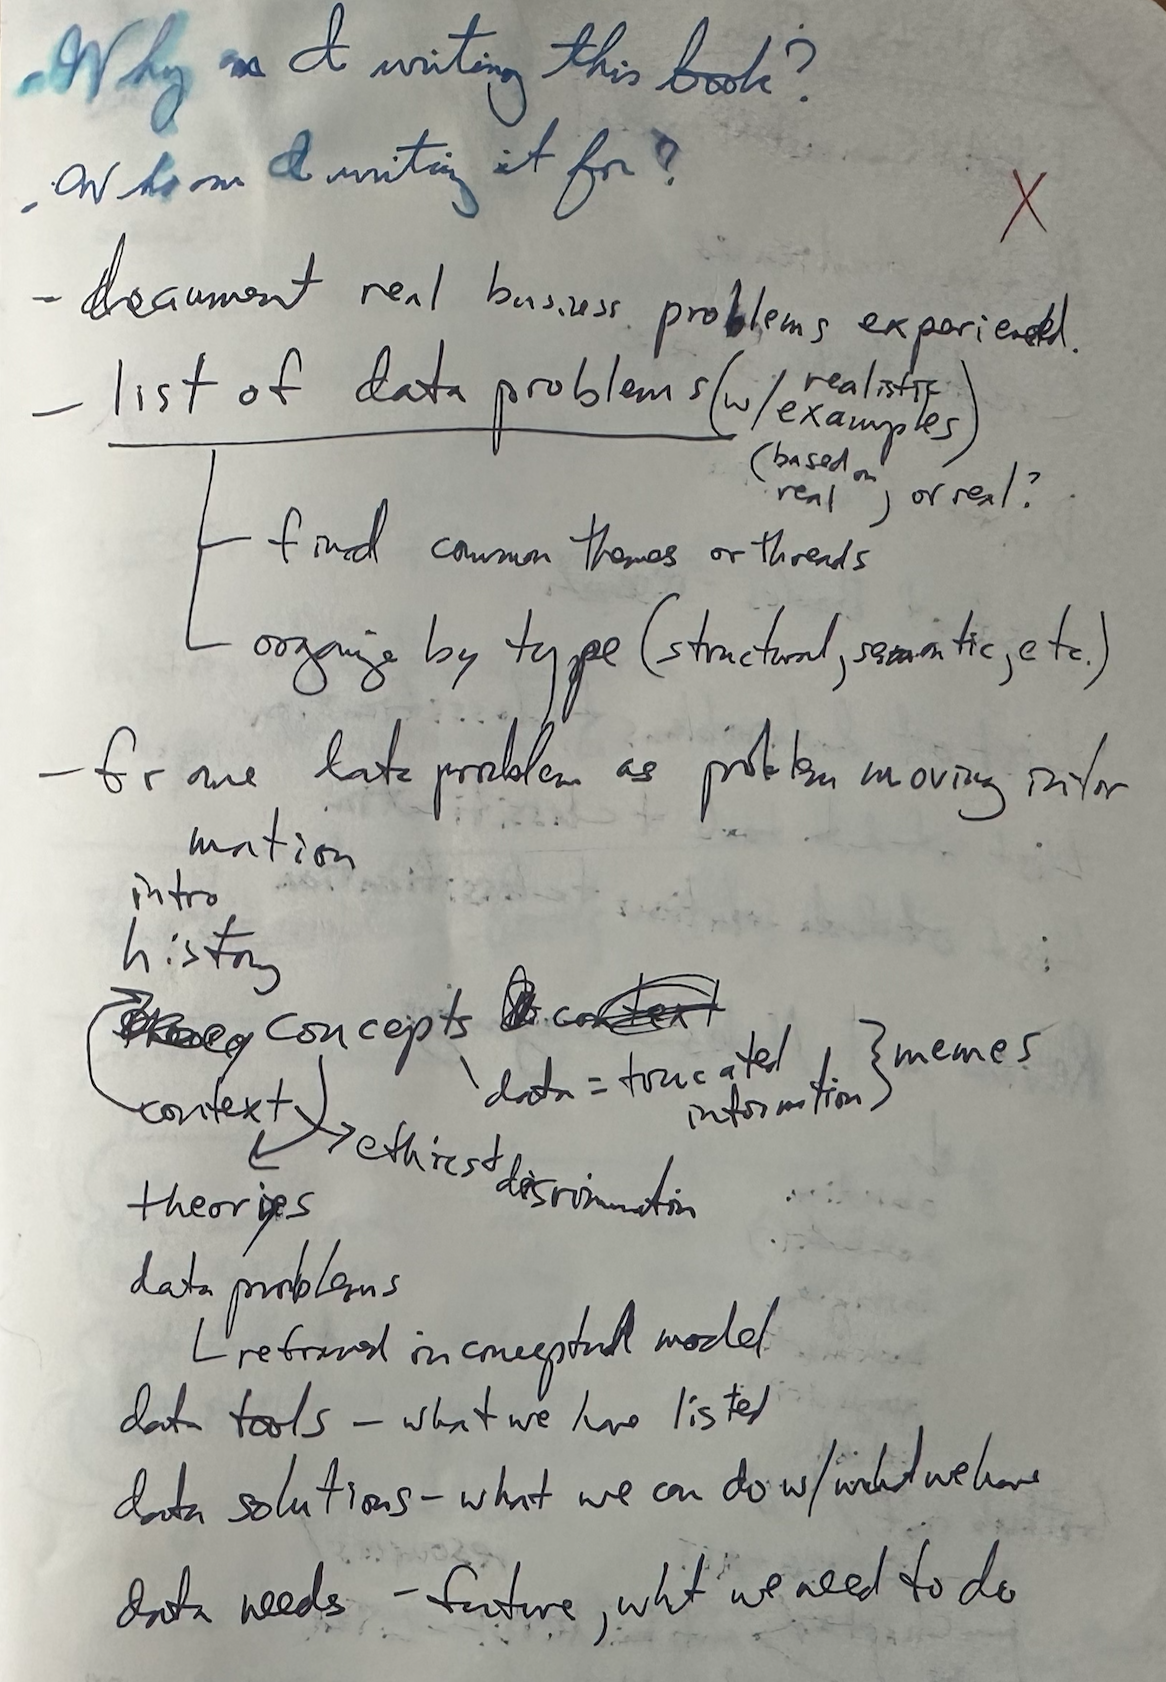 - Why am I writing this book?
- Whom I writing it for?
X
- document real business problems experienced.
- list of data problems (w/ realistic examples)
(based on real, or real?
- find common themes or threads
- organize by type (structural, semantic, etc.)
- frame data problem as problem moving infor
mation
intro
history
concepts
data = truncated information } memes
context
ethics + discrimination
theories
data problems
reframed in conceptual model
data tools - what we have listed
data solutions - what we can do w/ what we have
data needs - future, what we need to do